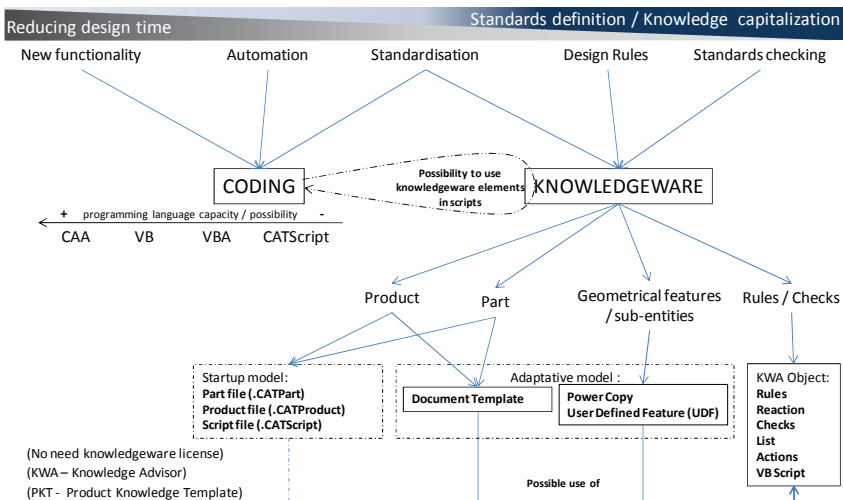 Reducing design time
Standards definition / Knowledge capitalization
New functionality
Automation
Standardisation
Design Rules
Standards checking
CODING
Possibility to use
knowledgeware elements
in scripts
KNOWLEDGEWARE
+ programming language capacity / possibility -
CAA VB VBA CATScript
Product
Part
Geometrical features
/ sub-entities
Rules / Checks
Startup model :
Part file (.CATPart)
Product file (.CATProduct)
Script file (.CATScript)
Adaptative model :
Document Template
Power Copy
User Defined Feature (UDF)
KWA Object:
Rules
Reaction
Checks
List
Actions
VB Script
(No need knowledgeware license)
(KWA – Knowledge Advisor)
(PKT - Product Knowledge Template)
Possible use of